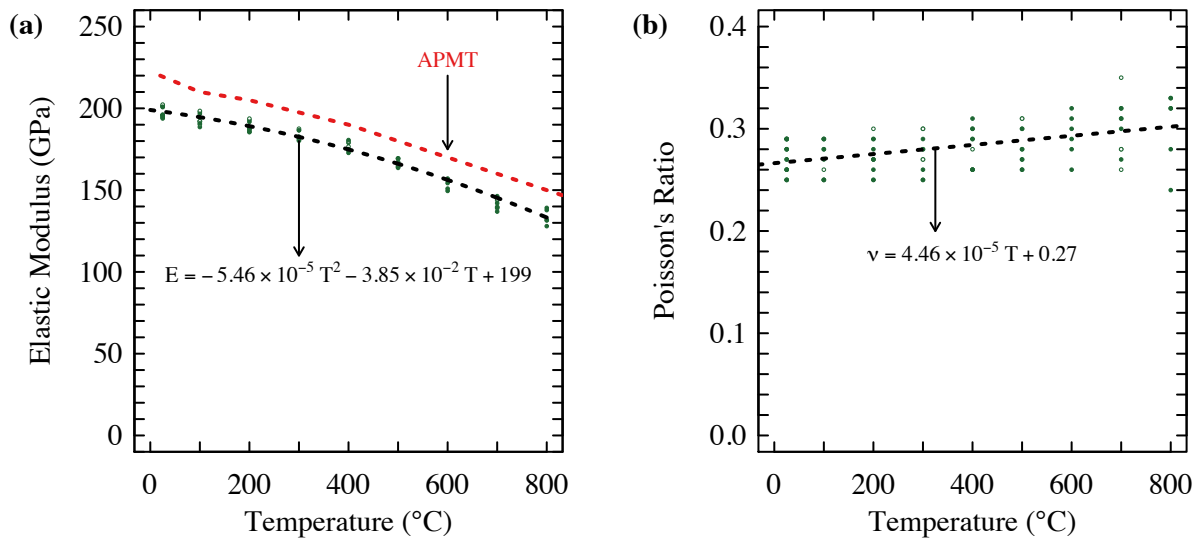 (a)
250
200
150
100
50
0
Elastic Modulus (GPa)
APMT
E = −5.46 × 10⁻⁵ T² − 3.85 × 10⁻² T + 199
0 200 400 600 800
Temperature (°C)
(b)
0.4
0.3
0.2
0.1
0.0
Poisson's Ratio
ν = 4.46 × 10⁻⁵ T + 0.27
0 200 400 600 800
Temperature (°C)